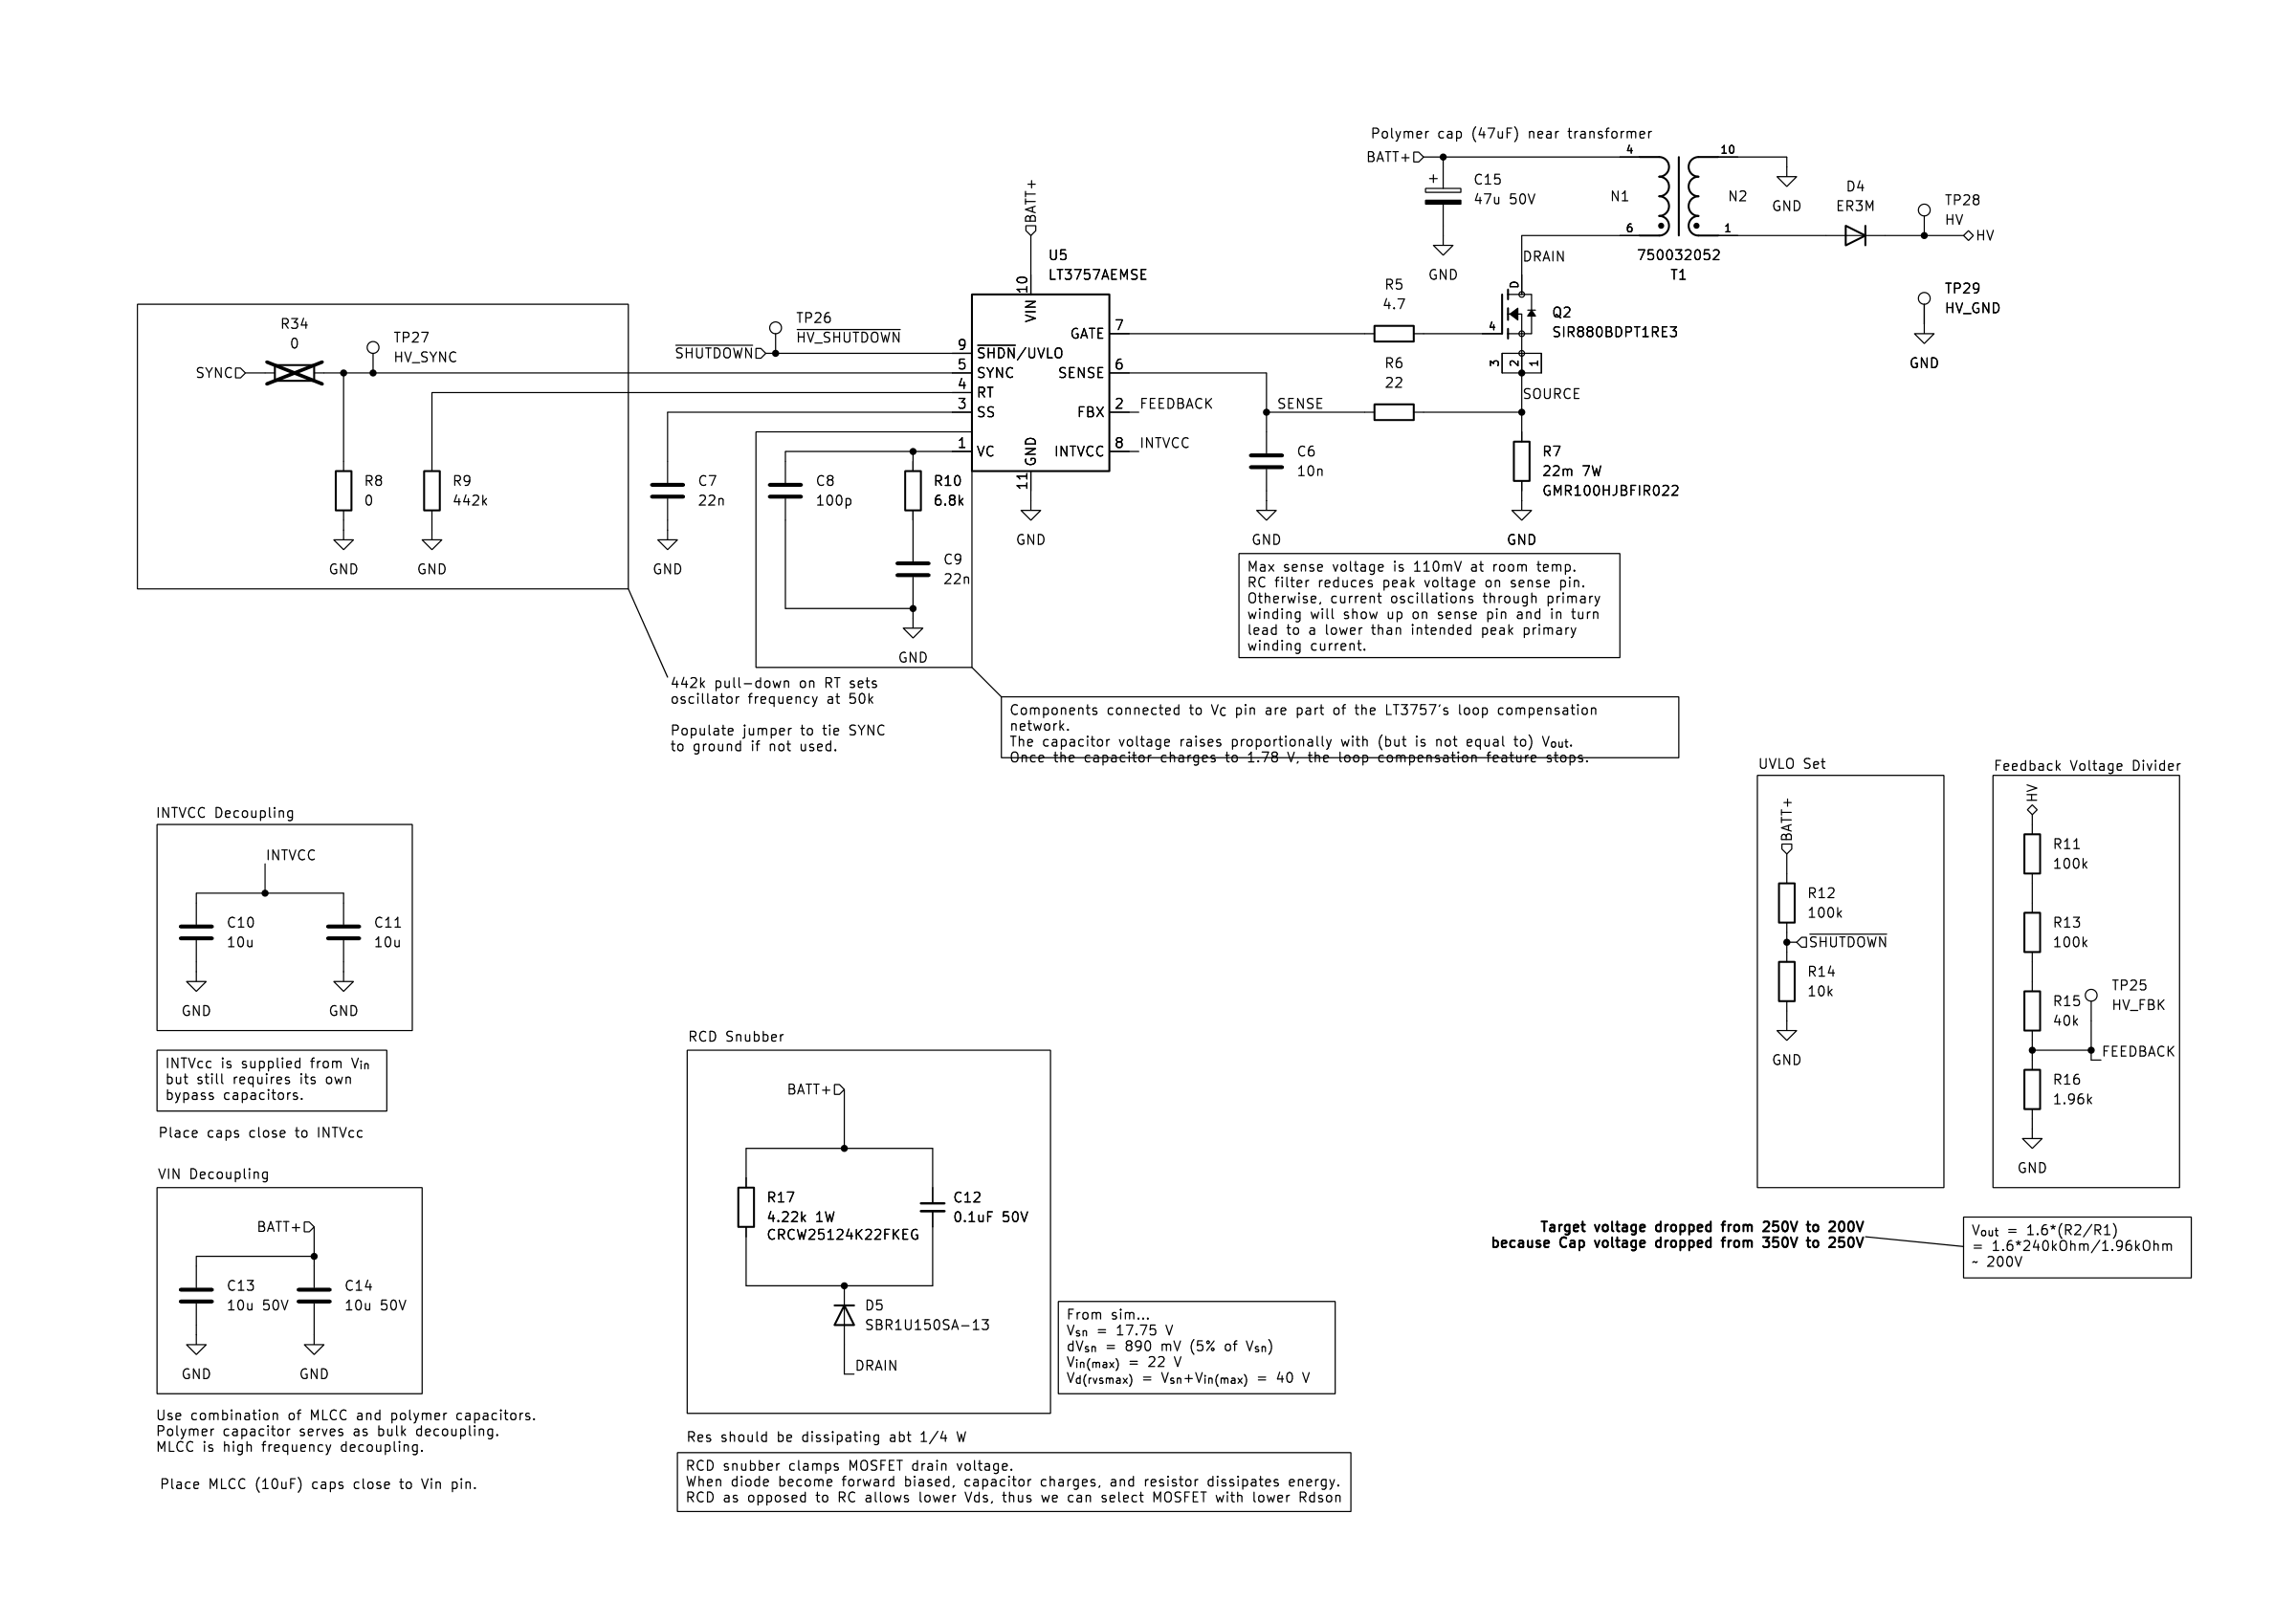 Polymer cap (47uF) near transformer
BATT+
C15
47u 50V
GND
4
6
N1
10
1
N2
GND
750032052
T1
D4
ER3M
TP28
HV
HV
TP29
HV_GND
GND
BATT+
U5
LT3757AEMSE
10
VIN
GATE
7
SENSE
6
FBX
2
FEEDBACK
INTVCC
8
INTVCC
9
SHDN/UVLO
5
SYNC
4
RT
3
SS
1
VC
GND
11
GND
R5
4.7
R6
22
SENSE
C6
10n
GND
DRAIN
D
4
Q2
SIR880BDPT1RE3
3
2
1
SOURCE
R7
22m 7W
GMR100HJBFIR022
GND
TP26
HV_SHUTDOWN
SHUTDOWN
R34
0
TP27
HV_SYNC
SYNC
R8
0
GND
R9
442k
GND
C7
22n
GND
C8
100p
R10
6.8k
C9
22n
GND
Max sense voltage is 110mV at room temp.
RC filter reduces peak voltage on sense pin.
Otherwise, current oscillations through primary
winding will show up on sense pin and in turn
lead to a lower than intended peak primary
winding current.
442k pull-down on RT sets
oscillator frequency at 50k
Populate jumper to tie SYNC
to ground if not used.
Components connected to VC pin are part of the LT3757's loop compensation
network.
The capacitor voltage raises proportionally with (but is not equal to) Vout.
Once the capacitor charges to 1.78 V, the loop compensation feature stops.
INTVCC Decoupling
INTVCC
C10
10u
C11
10u
GND
GND
INTVcc is supplied from Vin
but still requires its own
bypass capacitors.
Place caps close to INTVcc
VIN Decoupling
BATT+
C13
10u 50V
C14
10u 50V
GND
GND
Use combination of MLCC and polymer capacitors.
Polymer capacitor serves as bulk decoupling.
MLCC is high frequency decoupling.
Place MLCC (10uF) caps close to Vin pin.
RCD Snubber
BATT+
R17
4.22k 1W
CRCW25124K22FKEG
C12
0.1uF 50V
D5
SBR1U150SA-13
DRAIN
From sim...
Vsn = 17.75 V
dVsn = 890 mV (5% of Vsn)
Vin(max) = 22 V
Vd(rvsmax) = Vsn+Vin(max) = 40 V
Res should be dissipating abt 1/4 W
RCD snubber clamps MOSFET drain voltage.
When diode become forward biased, capacitor charges, and resistor dissipates energy.
RCD as opposed to RC allows lower Vds, thus we can select MOSFET with lower Rdson
UVLO Set
BATT+
R12
100k
SHUTDOWN
R14
10k
GND
Feedback Voltage Divider
HV
R11
100k
R13
100k
R15
40k
TP25
HV_FBK
FEEDBACK
R16
1.96k
GND
Target voltage dropped from 250V to 200V
because Cap voltage dropped from 350V to 250V
Vout = 1.6*(R2/R1)
= 1.6*240kOhm/1.96kOhm
~ 200V